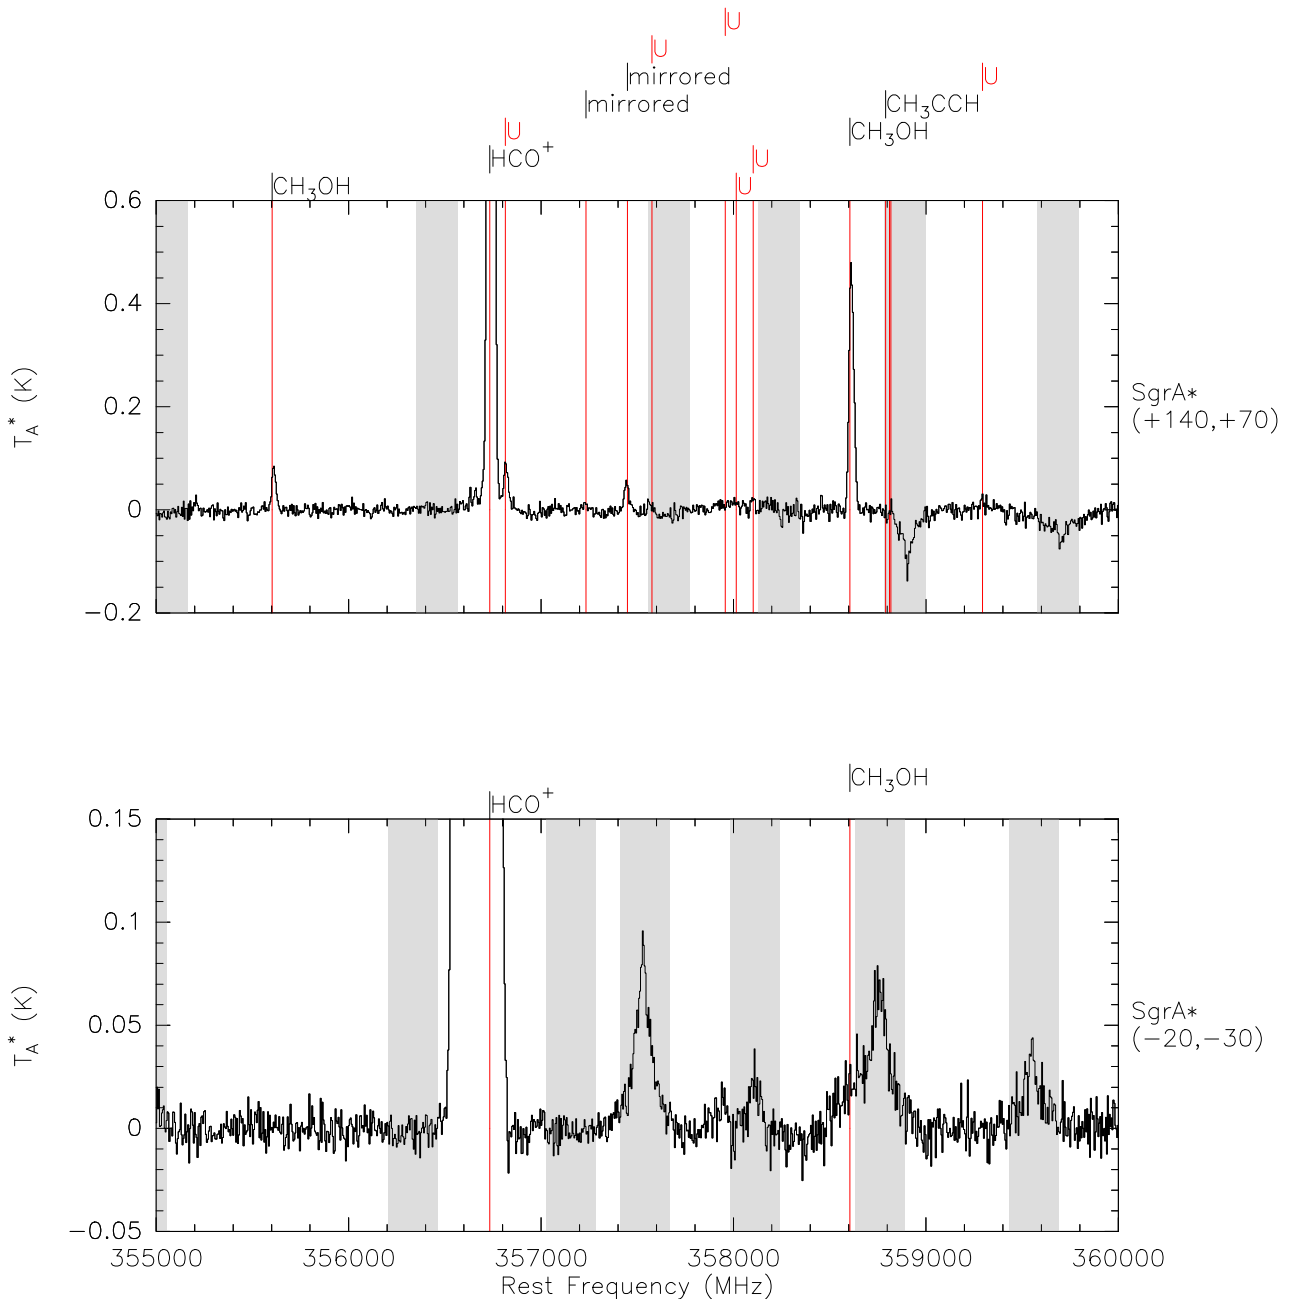 U
U
mirrored U
mirrored CH₃CCH
U CH₃OH
HCO⁺ U
CH₃OH U
0.6
0.4
0.2
0
−0.2
T_A* (K)
SgrA*
(+140,+70)
CH₃OH
HCO⁺
0.15
0.1
0.05
0
−0.05
T_A* (K)
SgrA*
(−20,−30)
355000 356000 357000 358000 359000 360000
Rest Frequency (MHz)